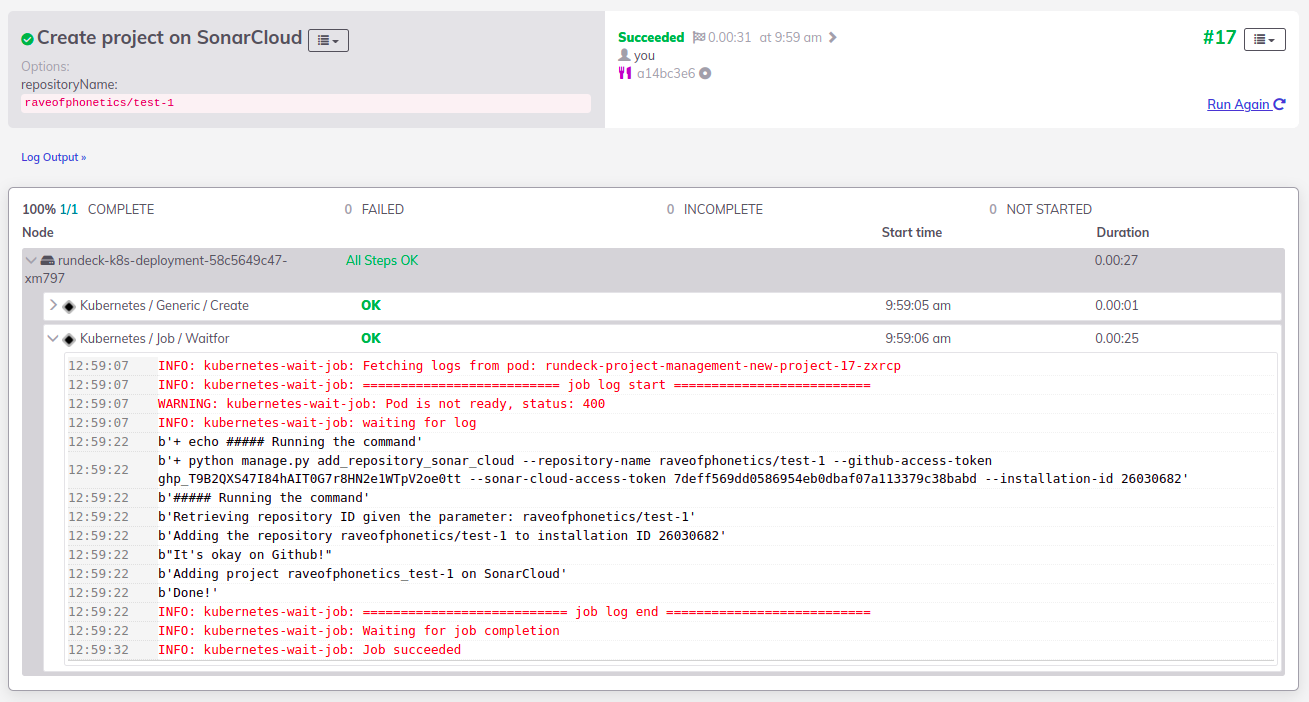 Create project on SonarCloud
Options:
repositoryName:
raveofphonetics/test-1
Succeeded 0.00:31 at 9:59 am
you
a14bc3e6
#17
Run Again
Log Output »
100% 1/1 COMPLETE 0 FAILED 0 INCOMPLETE 0 NOT STARTED
Node Start time Duration
rundeck-k8s-deployment-58c5649c47-
xm797
All Steps OK 0.00:27
Kubernetes / Generic / Create OK 9:59:05 am 0.00:01
Kubernetes / Job / Waitfor OK 9:59:06 am 0.00:25
12:59:07 INFO: kubernetes-wait-job: Fetching logs from pod: rundeck-project-management-new-project-17-zxrcp
12:59:07 INFO: kubernetes-wait-job: ========================== job log start ==========================
12:59:07 WARNING: kubernetes-wait-job: Pod is not ready, status: 400
12:59:07 INFO: kubernetes-wait-job: waiting for log
12:59:22 b'+ echo ##### Running the command'
12:59:22 b'+ python manage.py add_repository_sonar_cloud --repository-name raveofphonetics/test-1 --github-access-token
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 --sonar-cloud-access-token 7deff569dd0586954eb0dbaf07a113379c38babd --installation-id 26030682'
12:59:22 b'##### Running the command'
12:59:22 b'Retrieving repository ID given the parameter: raveofphonetics/test-1'
12:59:22 b'Adding the repository raveofphonetics/test-1 to installation ID 26030682'
12:59:22 b"It's okay on Github!"
12:59:22 b'Adding project raveofphonetics_test-1 on SonarCloud'
12:59:22 b'Done!'
12:59:22 INFO: kubernetes-wait-job: =========================== job log end ===========================
12:59:22 INFO: kubernetes-wait-job: Waiting for job completion
12:59:32 INFO: kubernetes-wait-job: Job succeeded